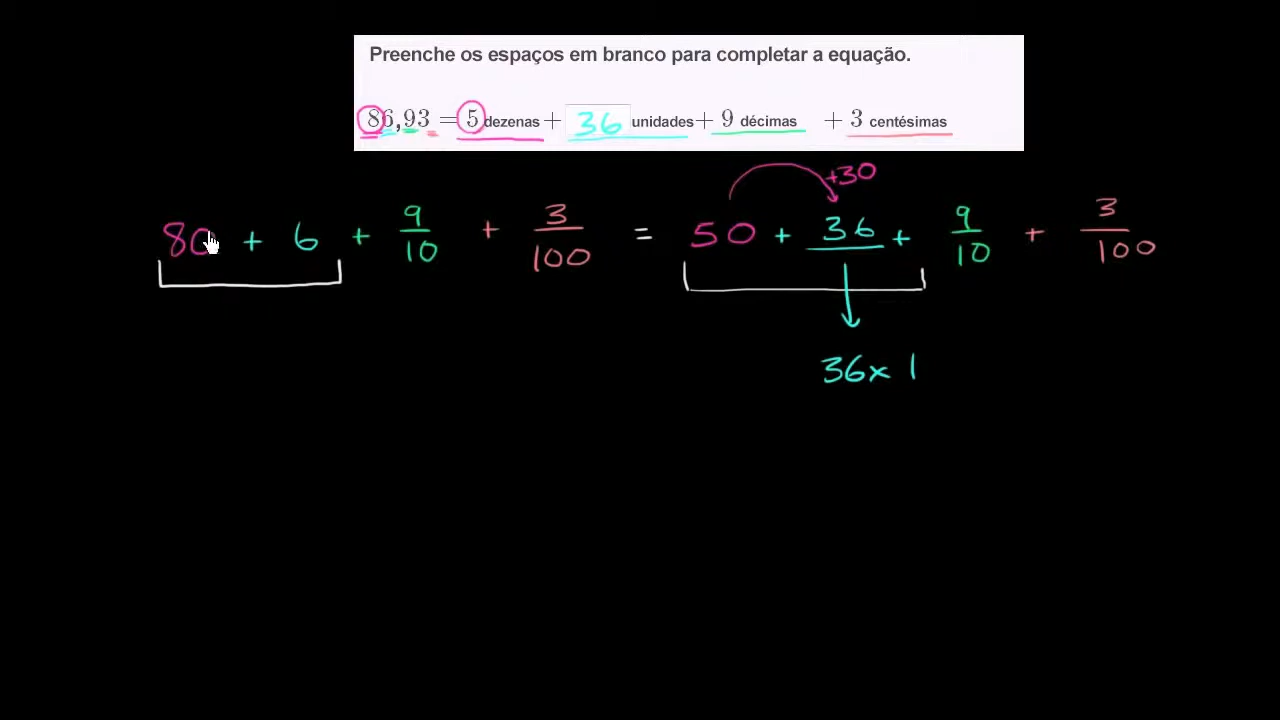 Preenche os espaços em branco para completar a equação.
86,93 = 5 dezenas + 36 unidades + 9 décimas + 3 centésimas
+30
80 + 6 + 9/10 + 3/100 = 50 + 36 + 9/10 + 3/100
36 x 1